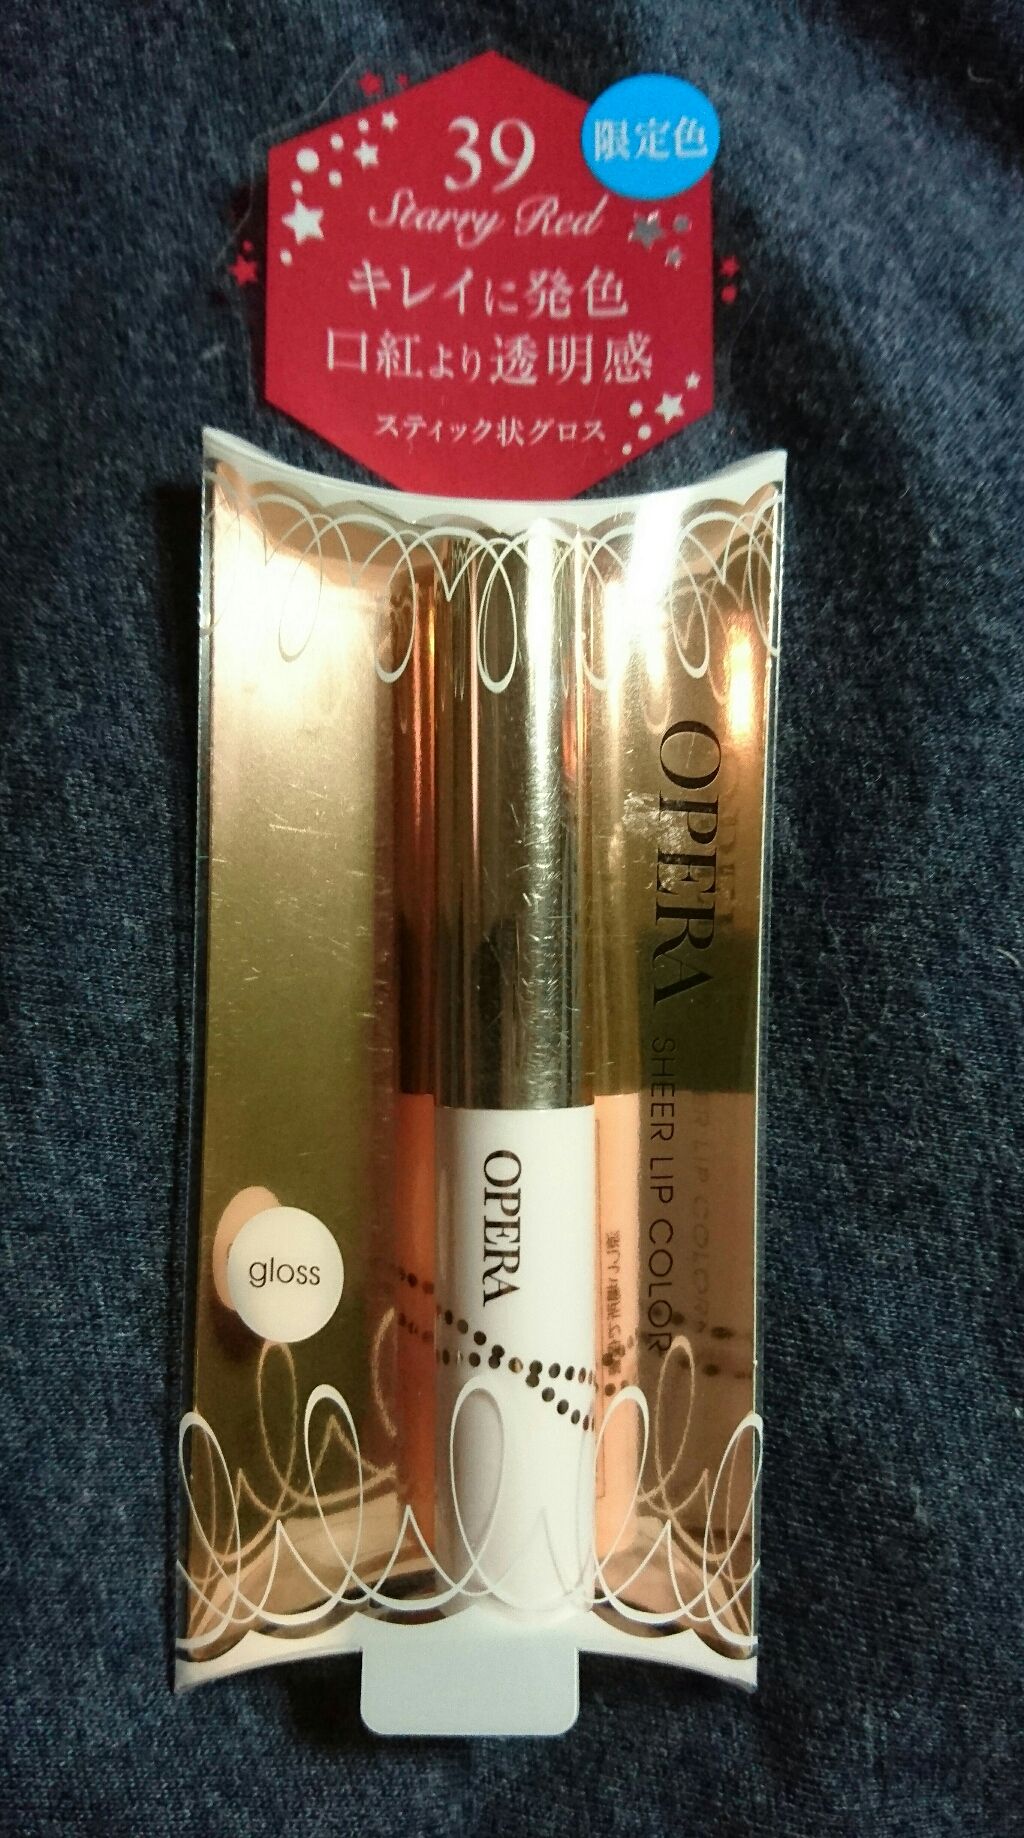 39
限定色
Starry Red
キレイに発色
口紅より透明感
スティック状グロス
OPERA SHEER LIP COLOR
OPERA
gloss